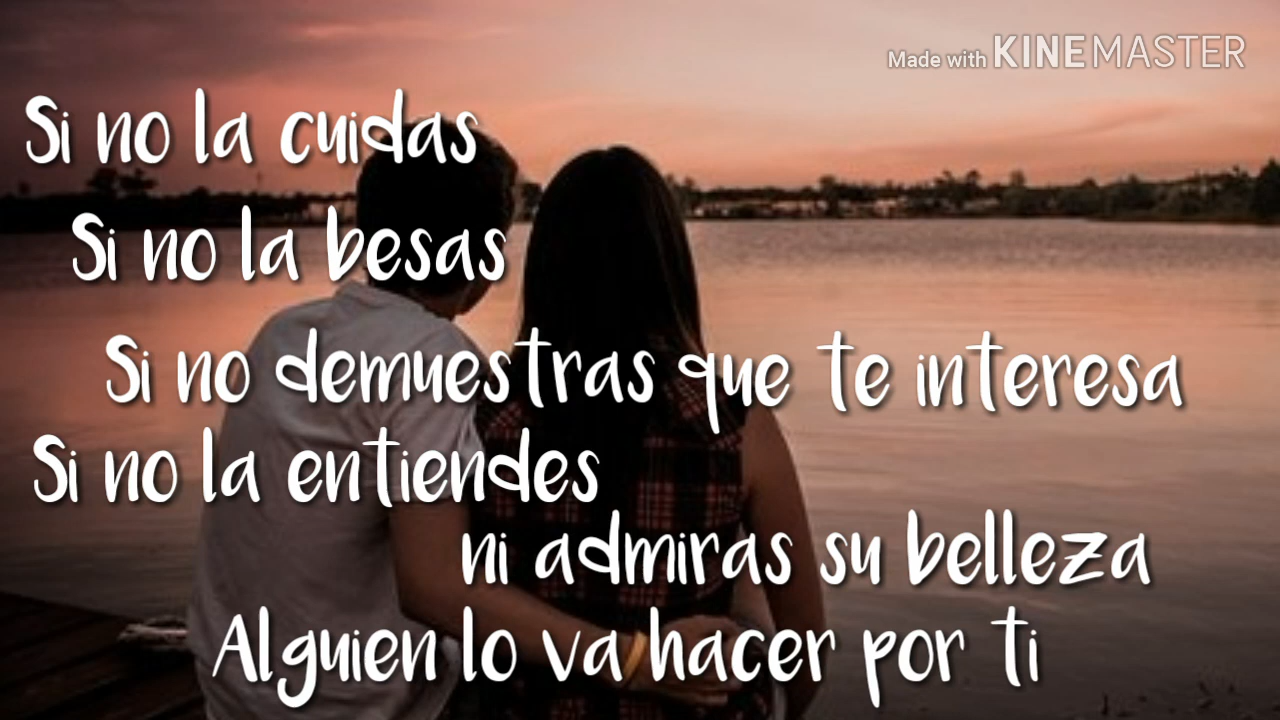 Made with KINEMASTER
Si no la cuidas
Si no la besas
Si no demuestras que te interesa
Si no la entiendes
ni admiras su belleza
Alguien lo va hacer por ti